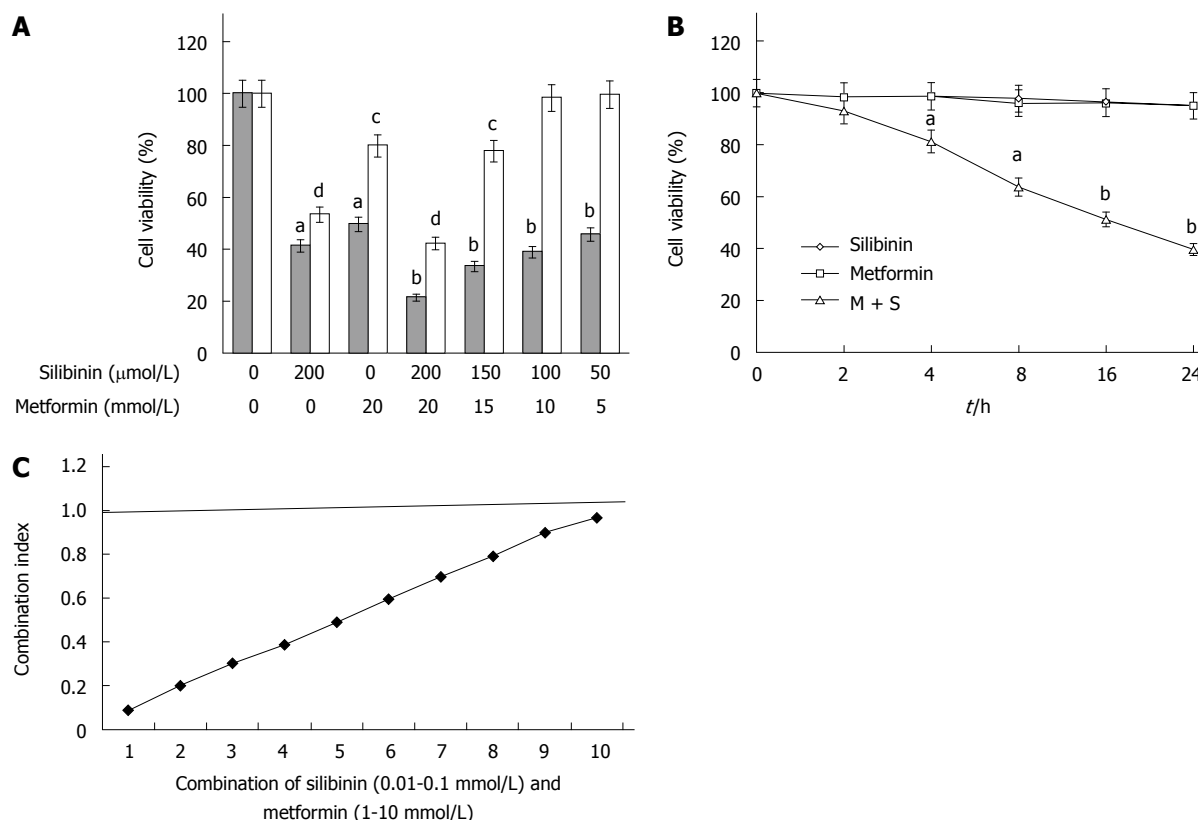 A
120
100
80
60
40
20
0
Cell viability (%)
a d a c b d b c b b
Silibinin (μmol/L) 0 200 0 200 150 100 50
Metformin (mmol/L) 0 0 20 20 15 10 5
B
120
100
80
60
40
20
0
Cell viability (%)
a a b b
Silibinin
Metformin
M + S
0 2 4 8 16 24
t/h
C
1.2
1.0
0.8
0.6
0.4
0.2
0
Combination index
1 2 3 4 5 6 7 8 9 10
Combination of silibinin (0.01-0.1 mmol/L) and
metformin (1-10 mmol/L)